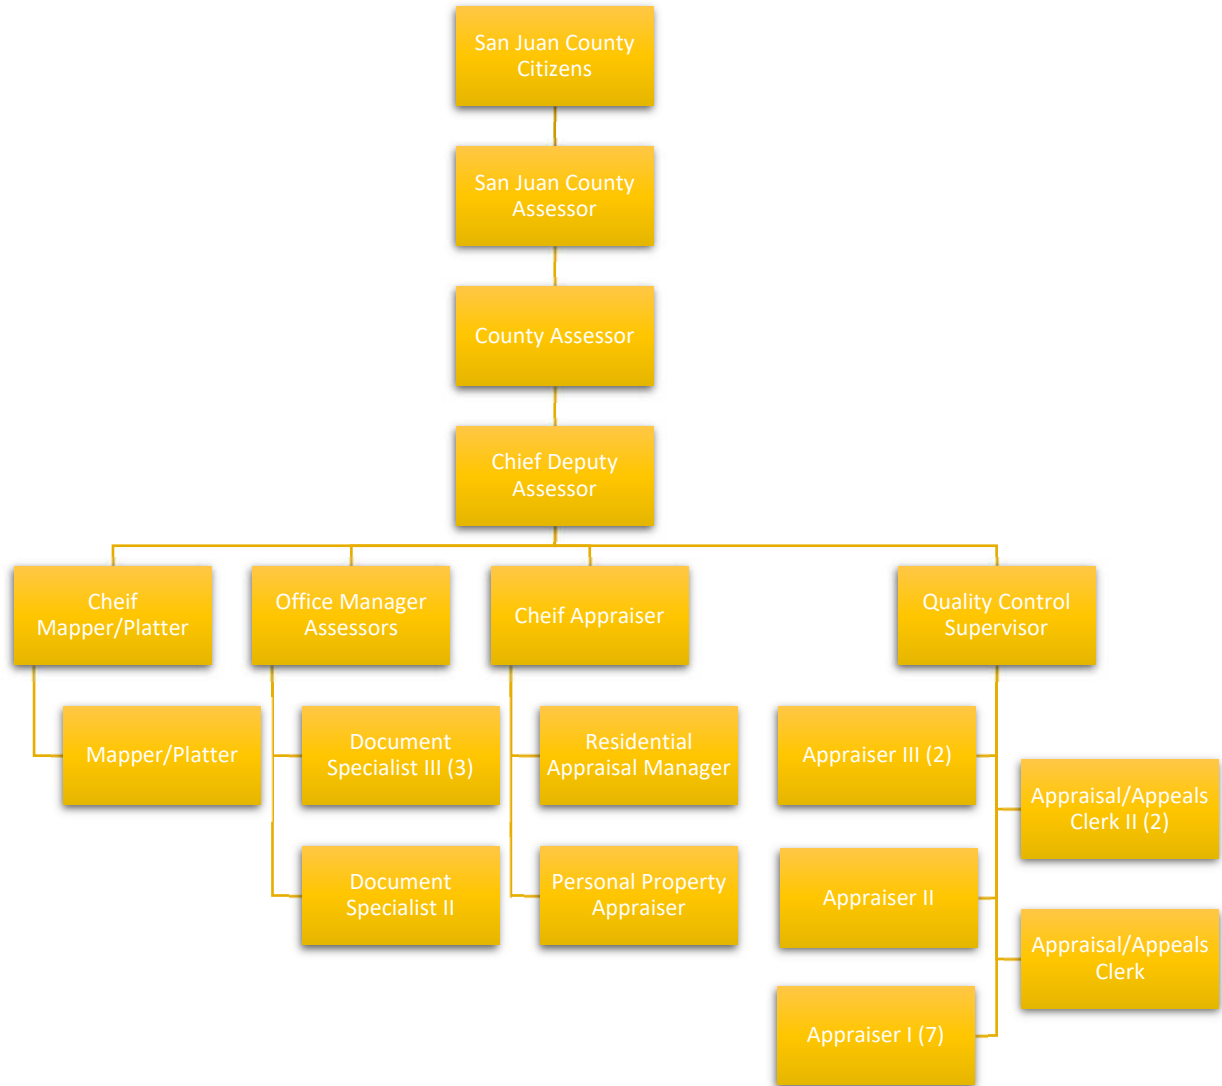 San Juan County
Citizens
San Juan County
Assessor
County Assessor
Chief Deputy
Assessor
Cheif
Mapper/Platter
Office Manager
Assessors
Cheif Appraiser
Quality Control
Supervisor
Mapper/Platter
Document
Specialist III (3)
Residential
Appraisal Manager
Appraiser III (2)
Appraisal/Appeals
Clerk II (2)
Document
Specialist II
Personal Property
Appraiser
Appraiser II
Appraisal/Appeals
Clerk
Appraiser I (7)